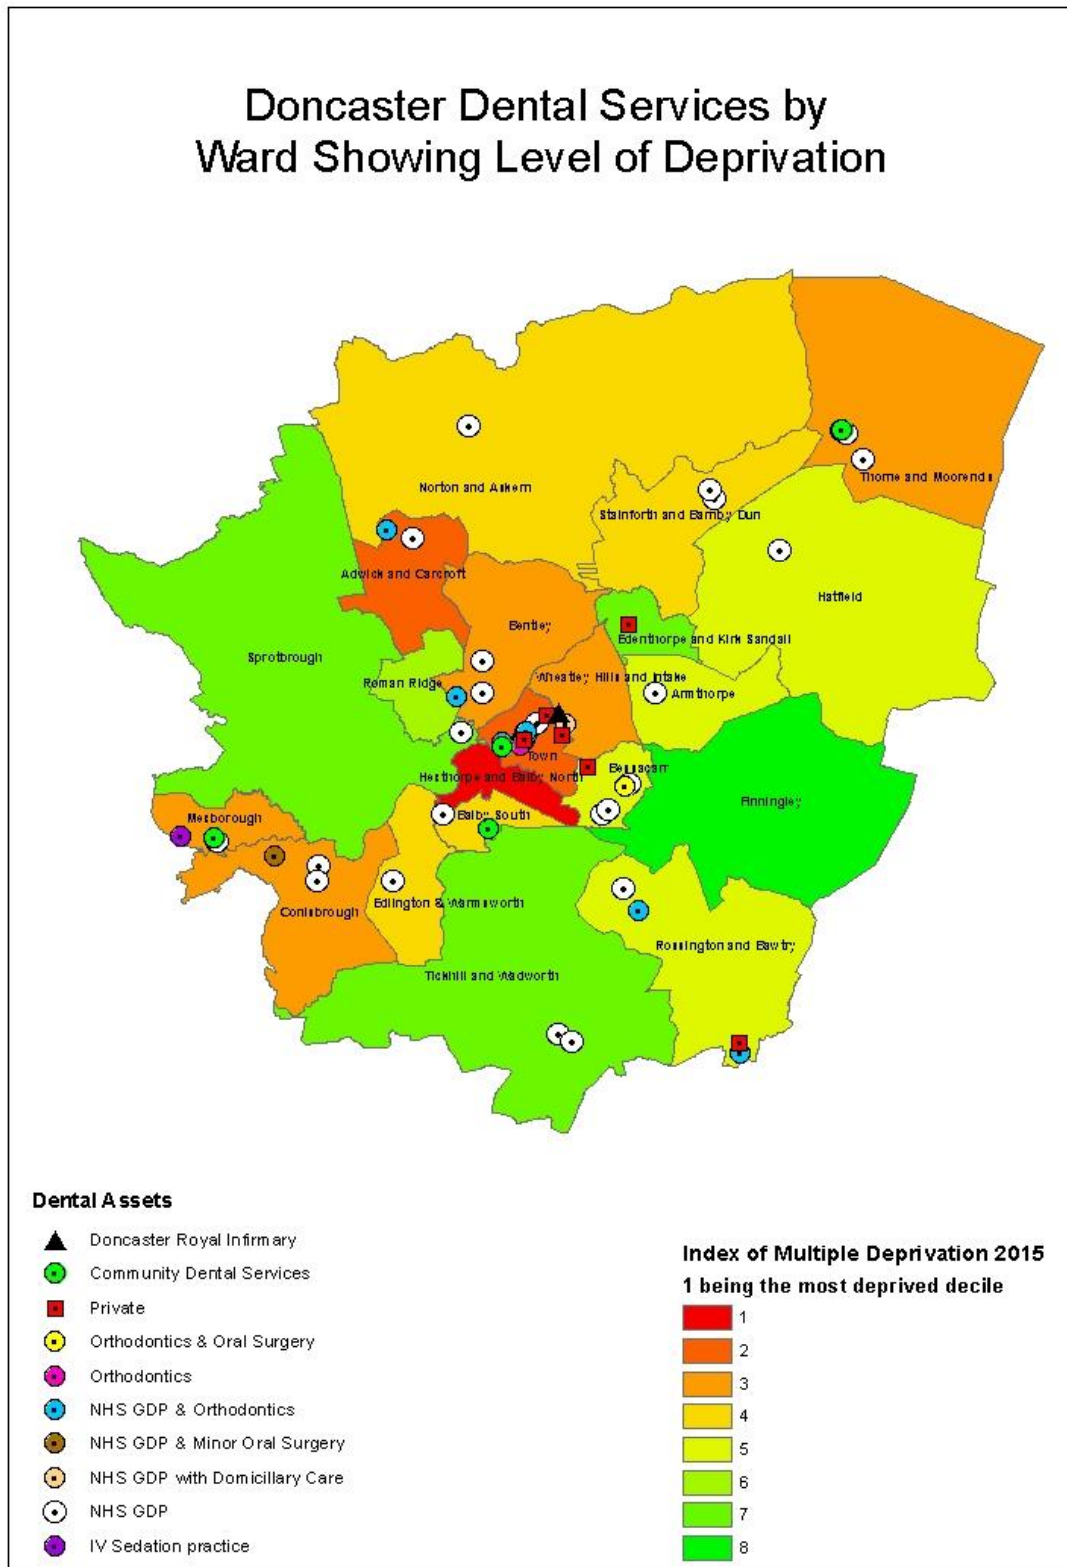 Doncaster Dental Services by
Ward Showing Level of Deprivation
Norton and Askern
Thorne and Moorends
Stainforth and Barnby Dun
Adwick and Carcroft
Hatfield
Bentley
Edenthorpe and Kirk Sandall
Sprotbrough
Roman Ridge
Wheatley Hills and Intake
Armthorpe
Town
Hexthorpe and Balby North
Bessacarr
Finningley
Mexborough
Balby South
Edlington & Warmsworth
Conisbrough
Rossington and Bawtry
Tickhill and Wadworth
Dental Assets
Doncaster Royal Infirmary
Community Dental Services
Private
Orthodontics & Oral Surgery
Orthodontics
NHS GDP & Orthodontics
NHS GDP & Minor Oral Surgery
NHS GDP with Domicillary Care
NHS GDP
IV Sedation practice
Index of Multiple Deprivation 2015
1 being the most deprived decile
1
2
3
4
5
6
7
8